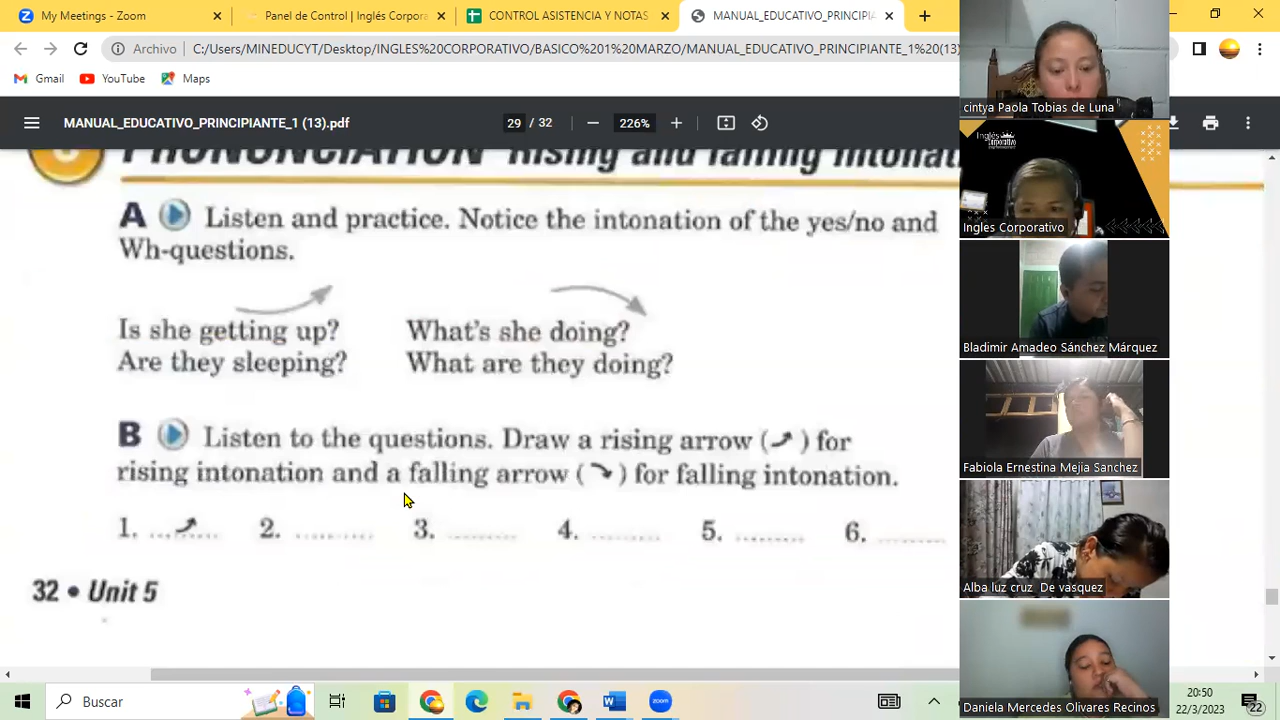 My Meetings - Zoom
Panel de Control | Inglés Corpora
CONTROL ASISTENCIA Y NOTAS
MANUAL_EDUCATIVO_PRINCIPIA
Archivo
C:/Users/MINEDUCYT/Desktop/INGLES%20CORPORATIVO/BASICO%201%20MARZO/MANUAL_EDUCATIVO_PRINCIPIANTE_1%20(13)
Gmail
YouTube
Maps
MANUAL_EDUCATIVO_PRINCIPIANTE_1 (13).pdf
29 / 32
226%
A Listen and practice. Notice the intonation of the yes/no and
Wh-questions.
Is she getting up? What's she doing?
Are they sleeping? What are they doing?
B Listen to the questions. Draw a rising arrow ( ) for
rising intonation and a falling arrow ( ) for falling intonation.
1. 2. 3. 4. 5. 6.
32 • Unit 5
cintya Paola Tobias de Luna
Inglés
Corporativo
Ingles Corporativo
Bladimir Amadeo Sánchez Márquez
Fabiola Ernestina Mejía Sanchez
Alba luz cruz De vasquez
Daniela Mercedes Olivares Recinos
Buscar
20:50
22/3/2023
22